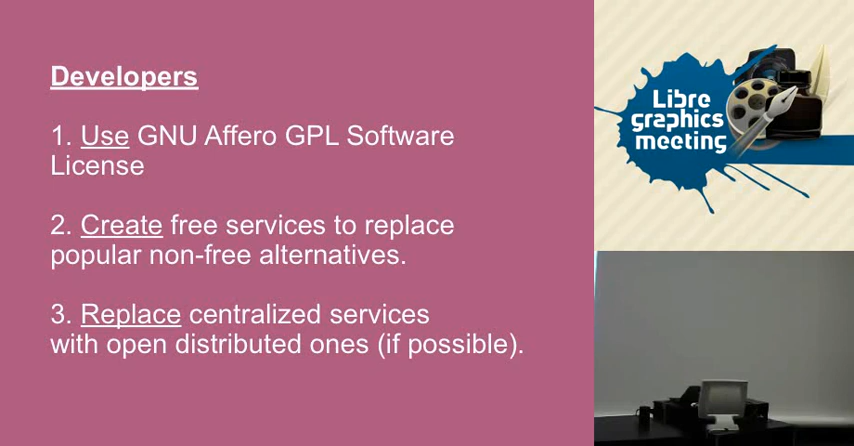 Developers
1. Use GNU Affero GPL Software
License
2. Create free services to replace
popular non-free alternatives.
3. Replace centralized services
with open distributed ones (if possible).
Libre
graphics
meeting